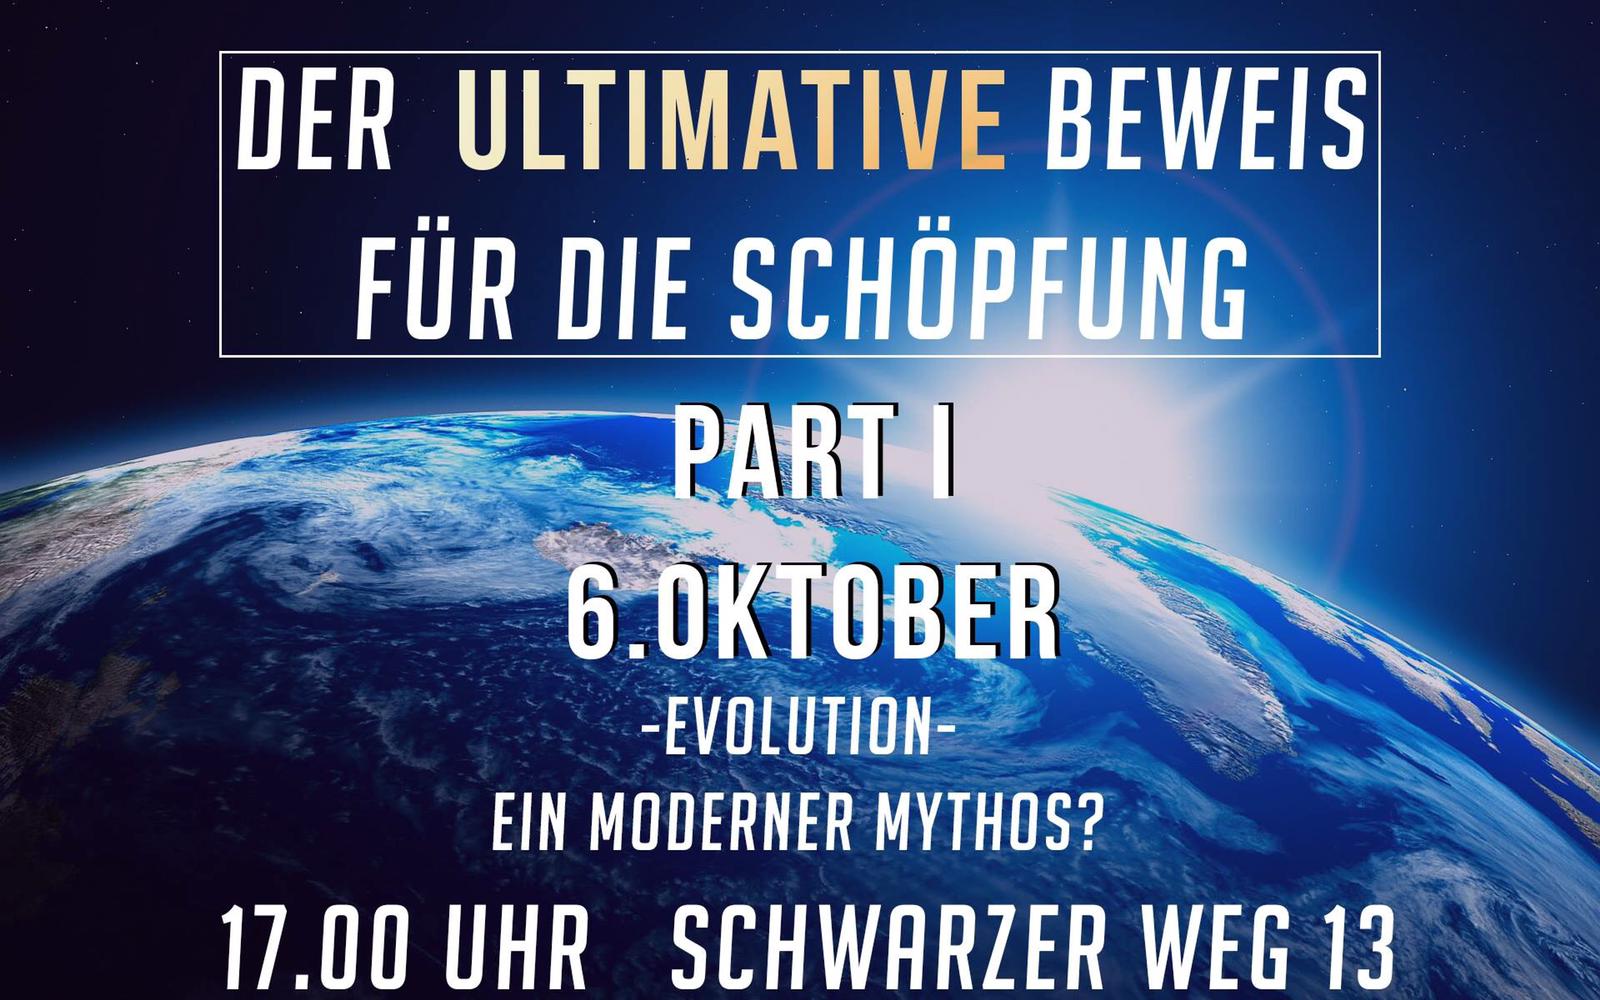 DER ULTIMATIVE BEWEIS
FÜR DIE SCHÖPFUNG
PART I
6.OKTOBER
-EVOLUTION-
EIN MODERNER MYTHOS?
17.00 UHR SCHWARZER WEG 13